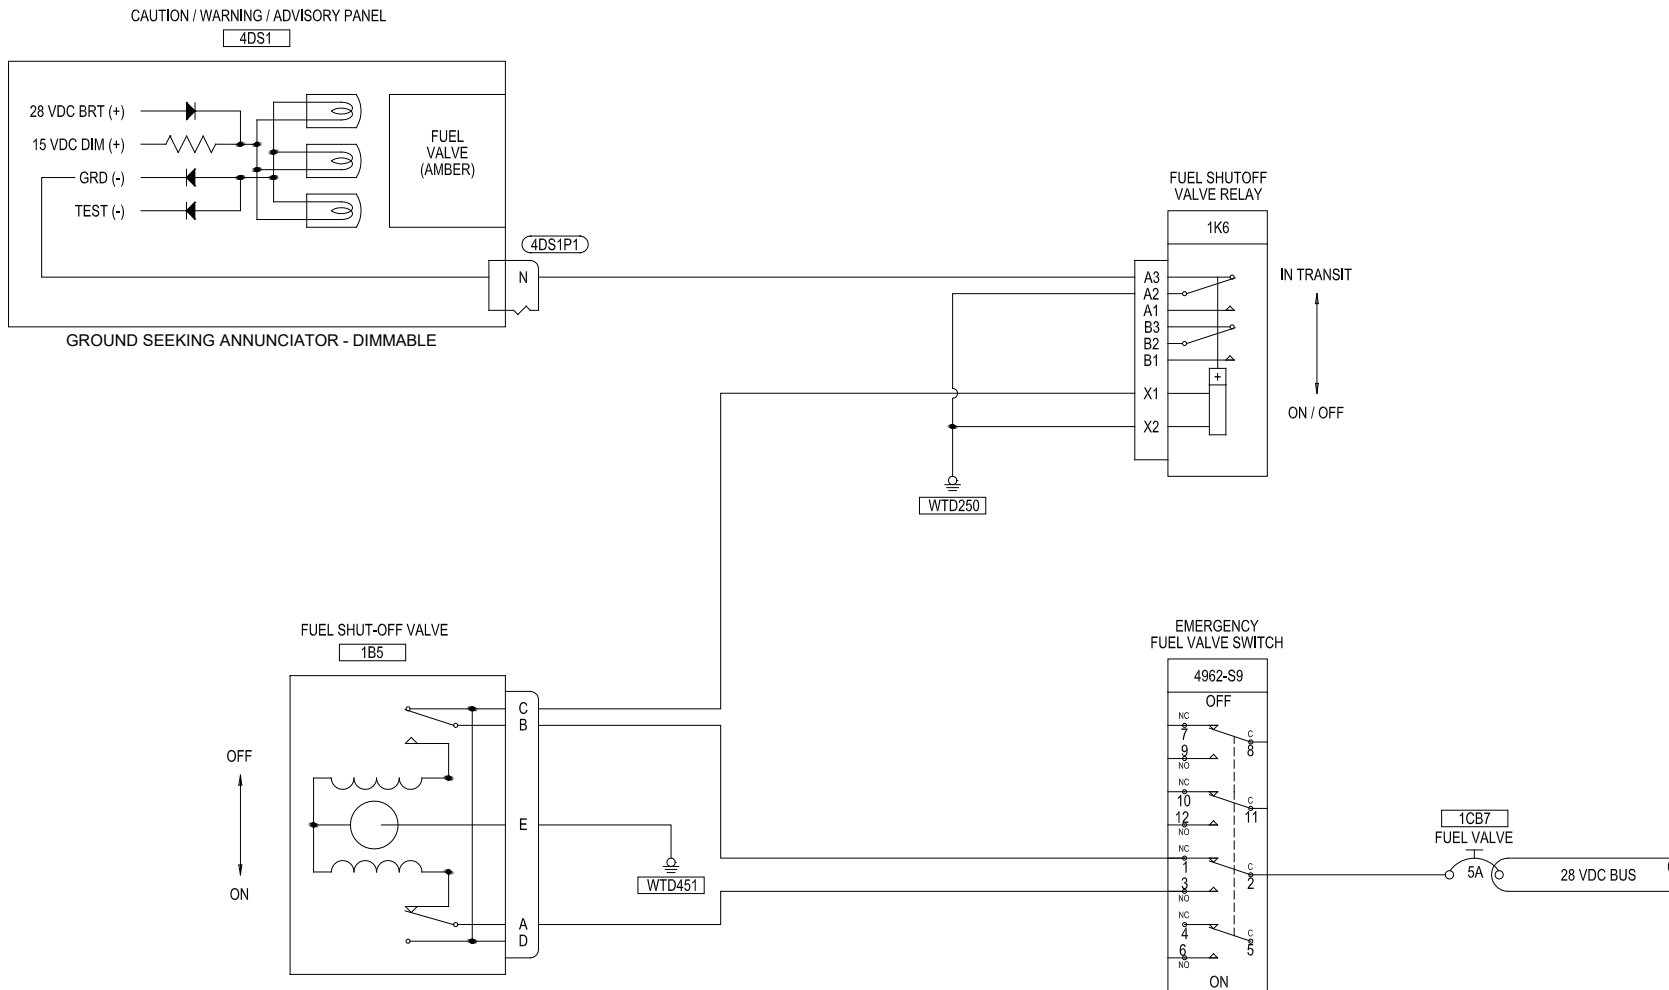 CAUTION / WARNING / ADVISORY PANEL
4DS1
28 VDC BRT (+)
15 VDC DIM (+)
GRD (-)
TEST (-)
FUEL
VALVE
(AMBER)
4DS1P1
N
GROUND SEEKING ANNUNCIATOR - DIMMABLE
FUEL SHUTOFF
VALVE RELAY
1K6
A3
A2
A1
B3
B2
B1
X1
X2
+
IN TRANSIT
ON / OFF
WTD250
FUEL SHUT-OFF VALVE
1B5
OFF
ON
C
B
E
A
D
WTD451
EMERGENCY
FUEL VALVE SWITCH
4962-S9
OFF
NC
7
C
8
9
NO
NC
10
C
11
12
NO
NC
1
C
2
3
NO
NC
4
C
5
6
NO
ON
1CB7
FUEL VALVE
5A
28 VDC BUS